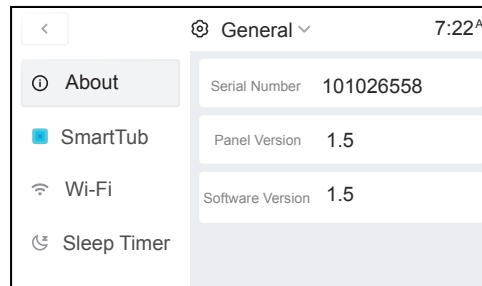 General 7:22A
About
SmartTub
Wi-Fi
Sleep Timer
Serial Number 101026558
Panel Version 1.5
Software Version 1.5